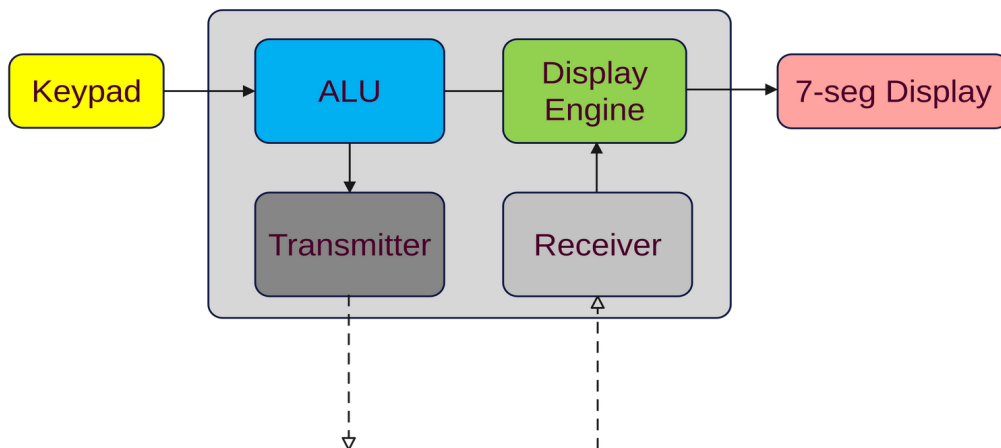 Keypad
ALU
Display
Engine
7-seg Display
Transmitter
Receiver